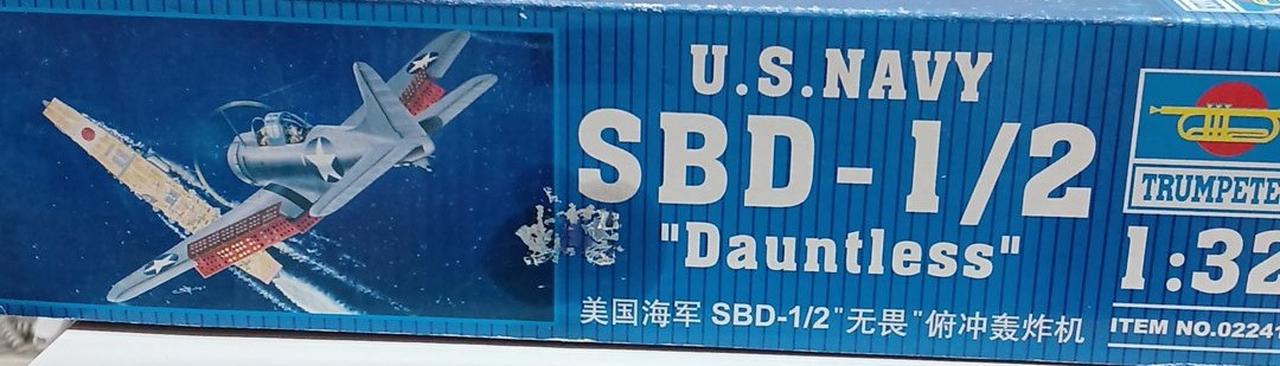 U.S.NAVY
SBD-1/2
"Dauntless"
美国海军 SBD-1/2"无畏"俯冲轰炸机
TRUMPETE
1:32
ITEM NO.0224